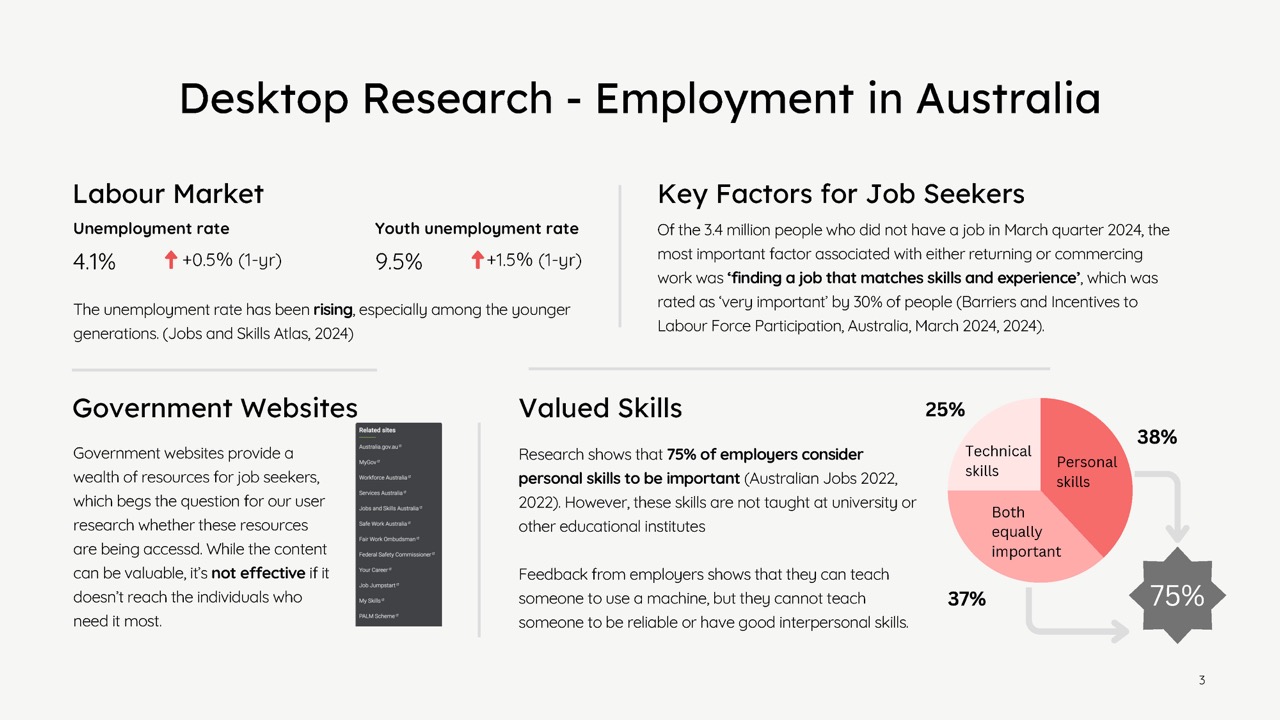 Desktop Research - Employment in Australia
Labour Market
Unemployment rate
4.1%
+0.5% (1-yr)
Youth unemployment rate
9.5%
+1.5% (1-yr)
The unemployment rate has been rising, especially among the younger
generations. (Jobs and Skills Atlas, 2024)
Key Factors for Job Seekers
Of the 3.4 million people who did not have a job in March quarter 2024, the
most important factor associated with either returning or commercing
work was ‘finding a job that matches skills and experience’, which was
rated as ‘very important’ by 30% of people (Barriers and Incentives to
Labour Force Participation, Australia, March 2024, 2024).
Government Websites
Government websites provide a
wealth of resources for job seekers,
which begs the question for our user
research whether these resources
are being accessd. While the content
can be valuable, it’s not effective if it
doesn’t reach the individuals who
need it most.
Related sites
Australia.gov.au
MyGov
Workforce Australia
Services Australia
Jobs and Skills Australia
Safe Work Australia
Fair Work Ombudsman
Federal Safety Commissioner
Your Career
Job Jumpstart
My Skills
PALM Scheme
Valued Skills
Research shows that 75% of employers consider
personal skills to be important (Australian Jobs 2022,
2022). However, these skills are not taught at university or
other educational institutes
Feedback from employers shows that they can teach
someone to use a machine, but they cannot teach
someone to be reliable or have good interpersonal skills.
25%
Technical
skills
38%
Personal
skills
Both
equally
important
37%
75%
3